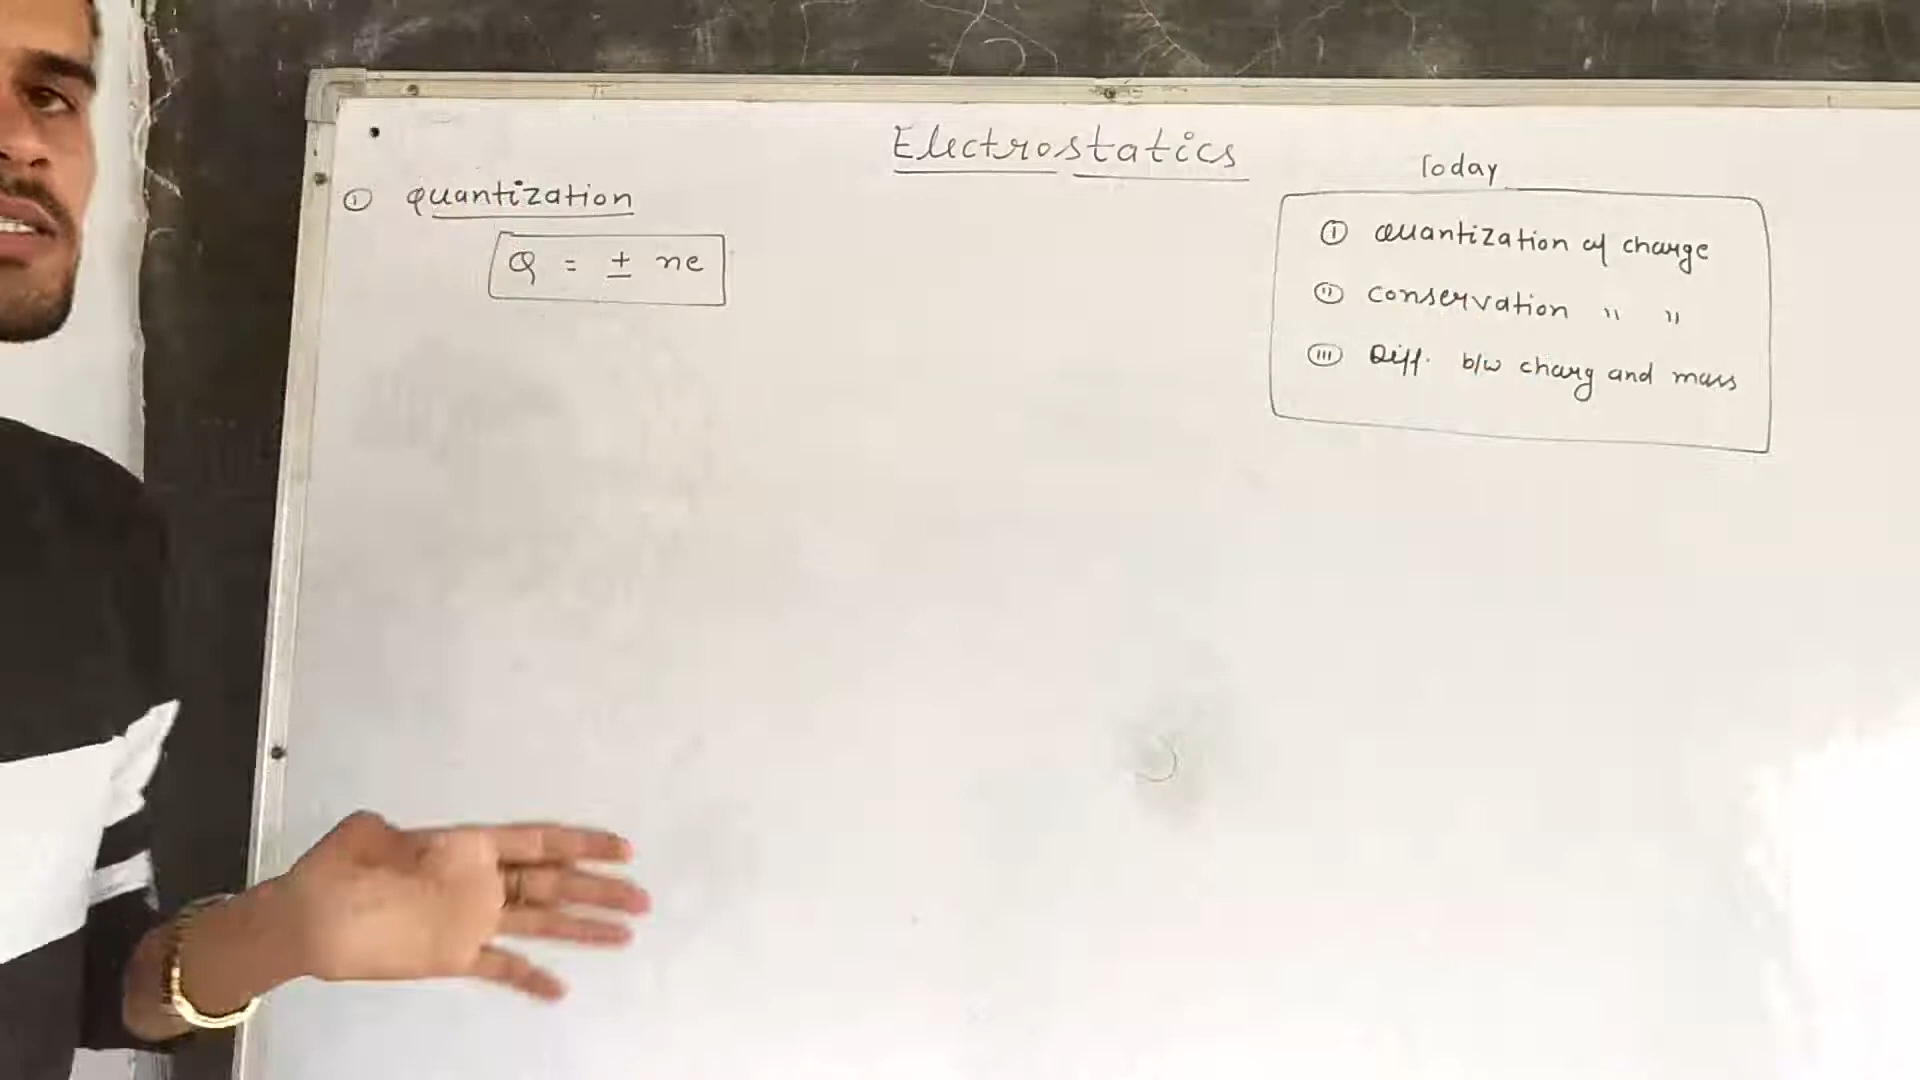 Electrostatics
① quantization
Q = ± ne
Today
① quantization of charge
② conservation " "
③ Diff. b/w charg and mass